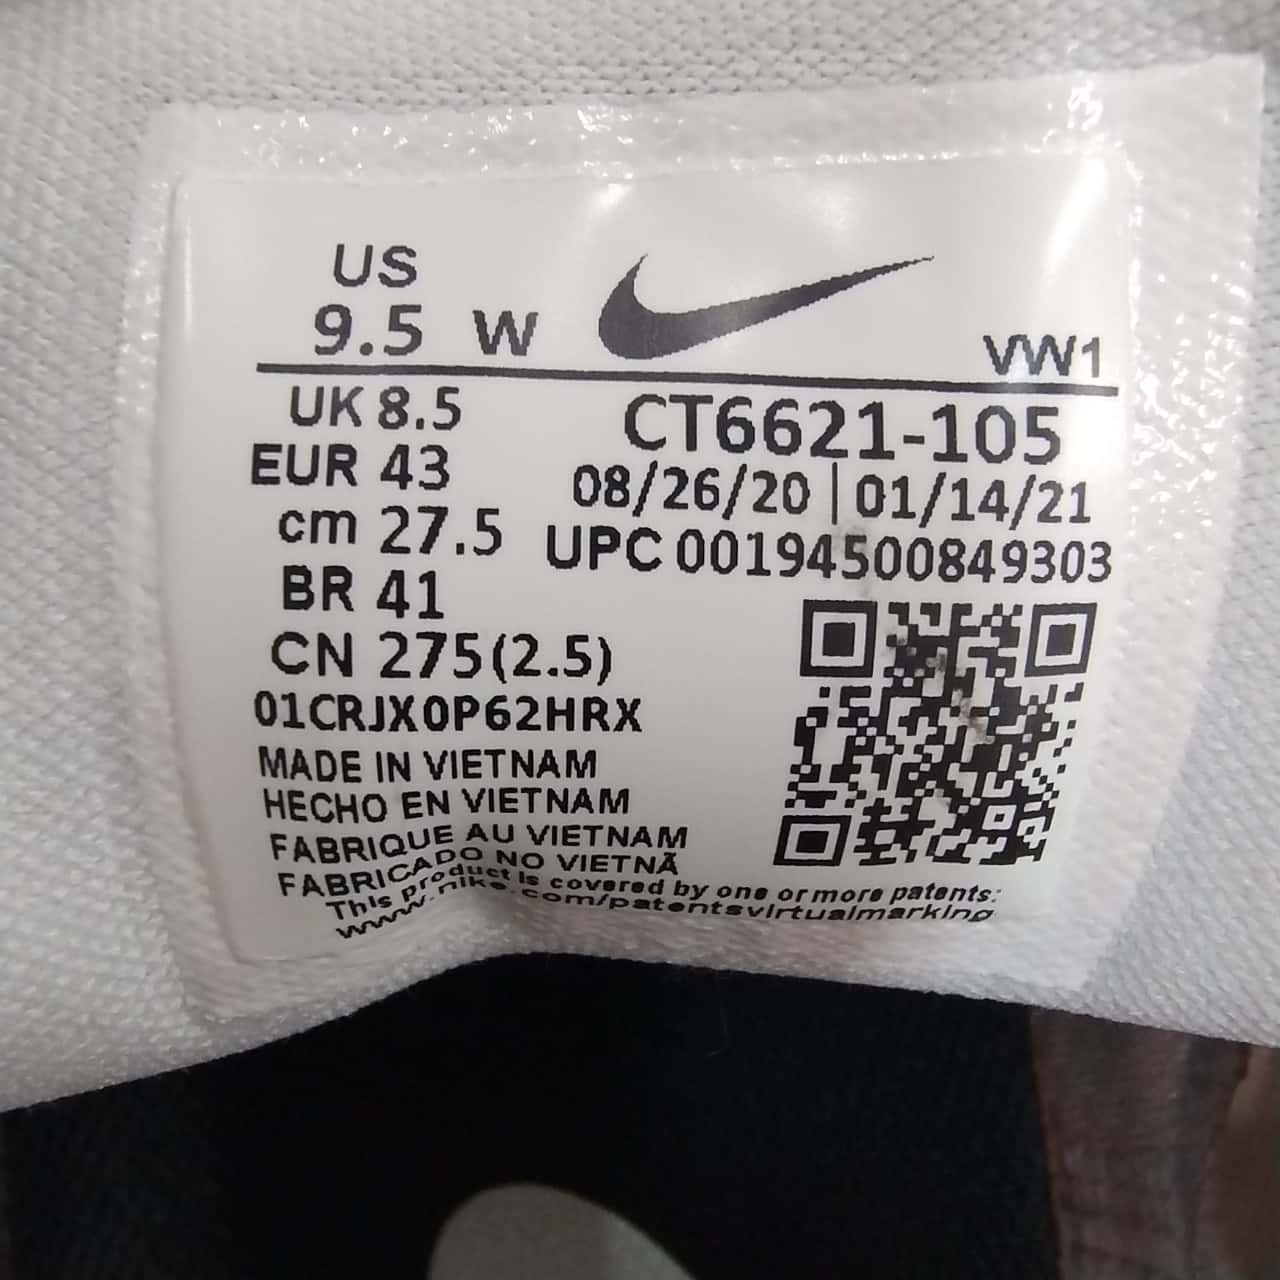 US
9.5 W
VW1
UK 8.5
EUR 43
cm 27.5
BR 41
CN 275(2.5)
CT6621-105
08/26/20 | 01/14/21
UPC 00194500849303
01CRJX0P62HRX
MADE IN VIETNAM
HECHO EN VIETNAM
FABRIQUE AU VIETNAM
FABRICADO NO VIETNÃ
This product is covered by one or more patents:
www.nike.com/patentsvirtualmarking